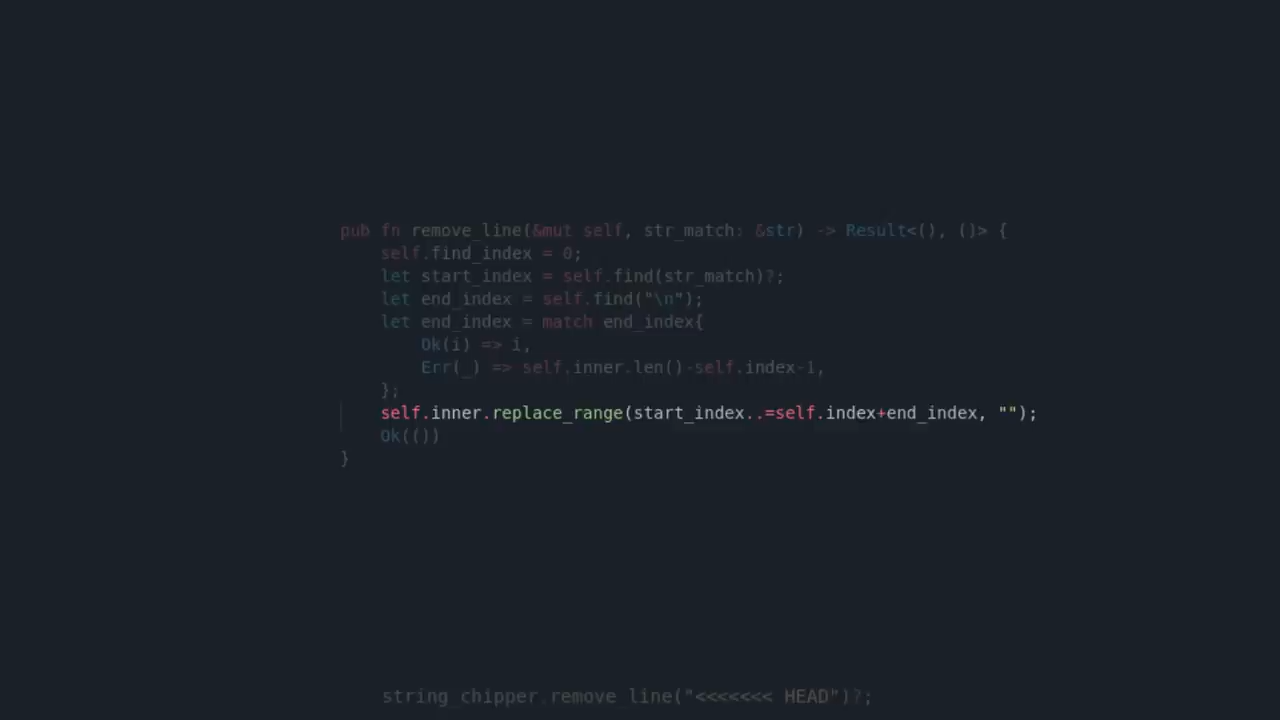 pub fn remove_line(&mut self, str_match: &str) -> Result<(), ()> {
    self.find_index = 0;
    let start_index = self.find(str_match)?;
    let end_index = self.find("\n");
    let end_index = match end_index{
        Ok(i) => i,
        Err(_) => self.inner.len()-self.index-1,
    };
    self.inner.replace_range(start_index..=self.index+end_index, "");
    Ok(())
}
string_chipper.remove_line("<<<<<<< HEAD")?;